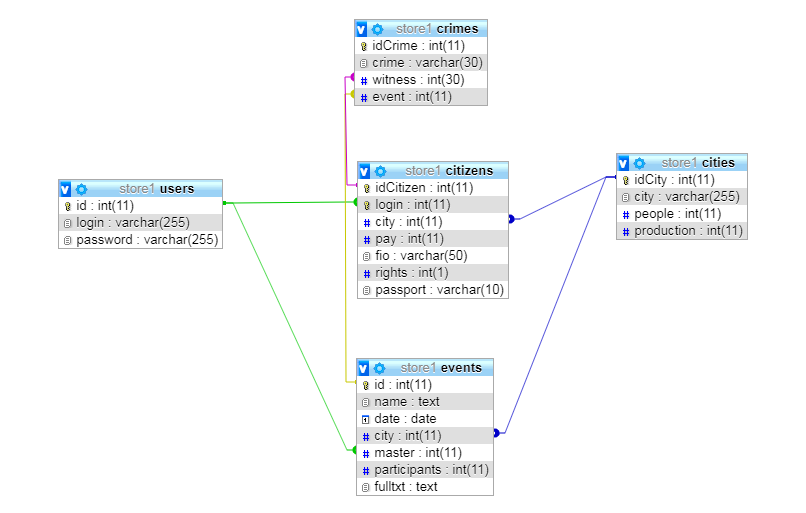 store1 crimes
idCrime : int(11)
crime : varchar(30)
witness : int(30)
event : int(11)
store1 citizens
idCitizen : int(11)
login : int(11)
city : int(11)
pay : int(11)
fio : varchar(50)
rights : int(1)
passport : varchar(10)
store1 cities
idCity : int(11)
city : varchar(255)
people : int(11)
production : int(11)
store1 users
id : int(11)
login : varchar(255)
password : varchar(255)
store1 events
id : int(11)
name : text
date : date
city : int(11)
master : int(11)
participants : int(11)
fulltxt : text